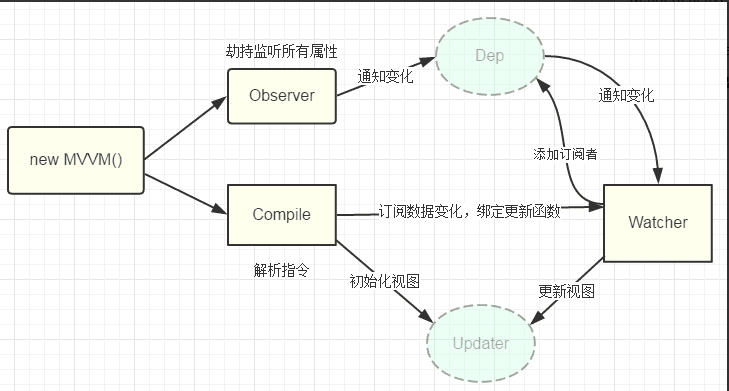 劫持监听所有属性
Observer
通知变化
Dep
通知变化
new MVVM()
添加订阅者
Compile
订阅数据变化，绑定更新函数
Watcher
解析指令
初始化视图
更新视图
Updater